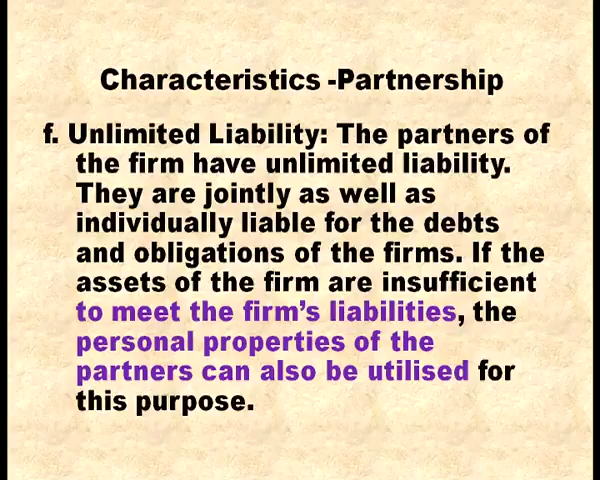 Characteristics -Partnership
f. Unlimited Liability: The partners of
the firm have unlimited liability.
They are jointly as well as
individually liable for the debts
and obligations of the firms. If the
assets of the firm are insufficient
to meet the firm’s liabilities, the
personal properties of the
partners can also be utilised for
this purpose.